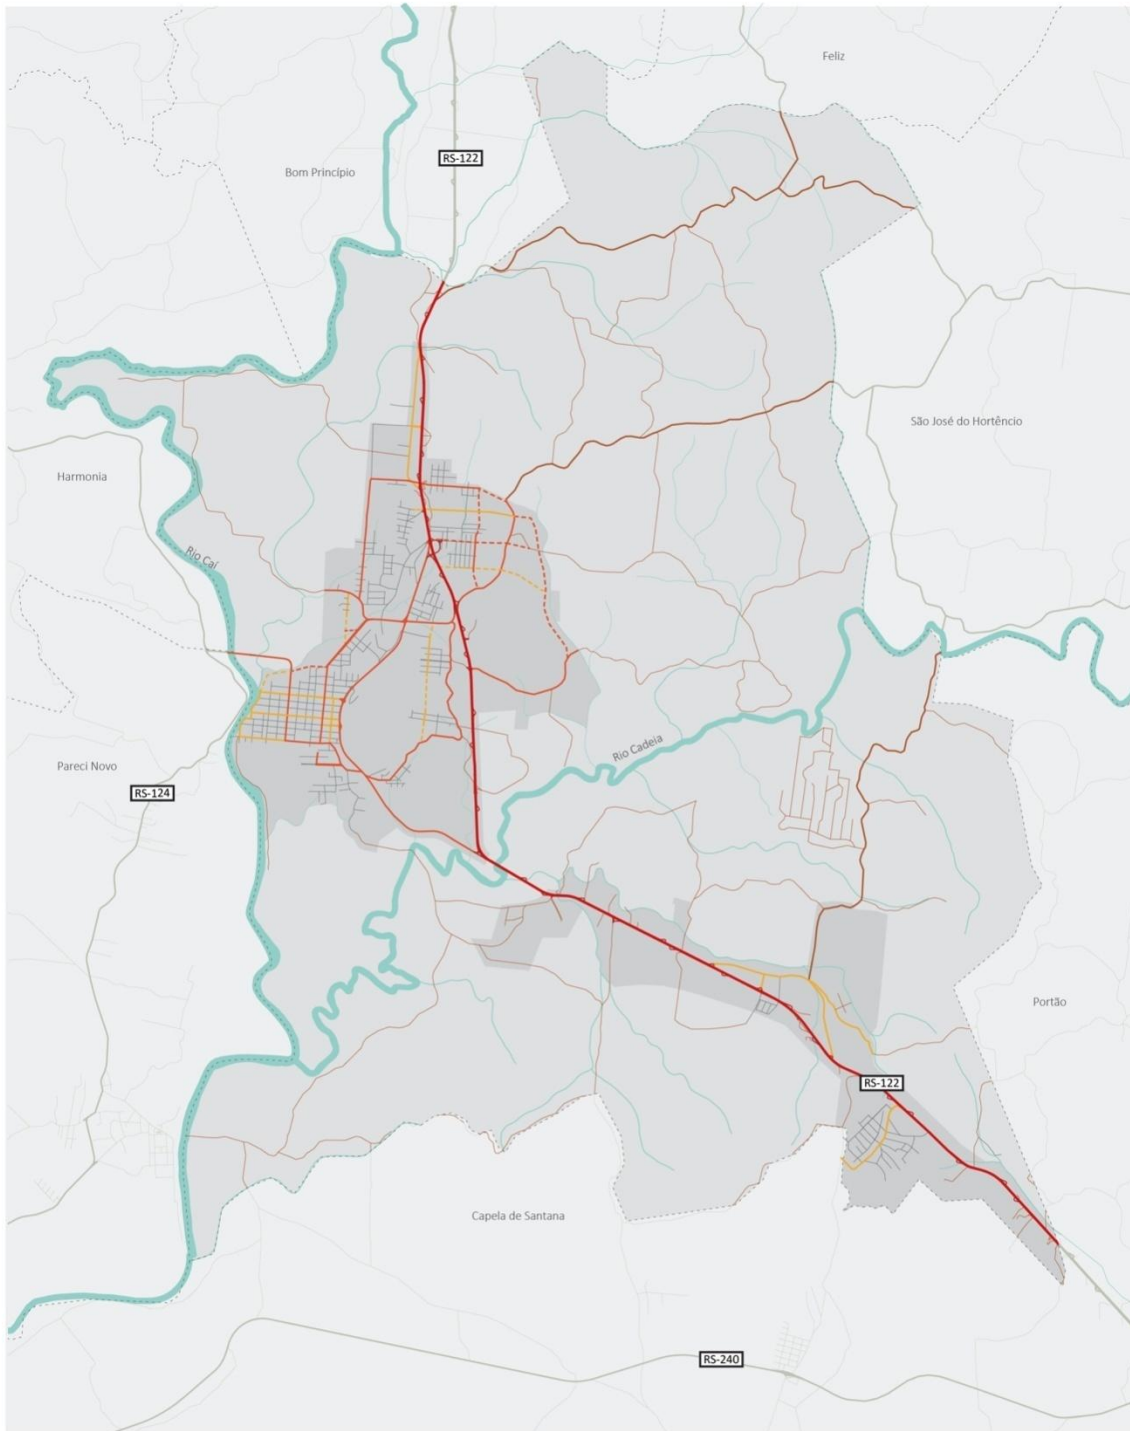 Feliz
RS-122
Bom Princípio
São José do Hortêncio
Harmonia
Rio Caí
Rio Cadeia
Pareci Novo
RS-124
Portão
RS-122
Capela de Santana
RS-240